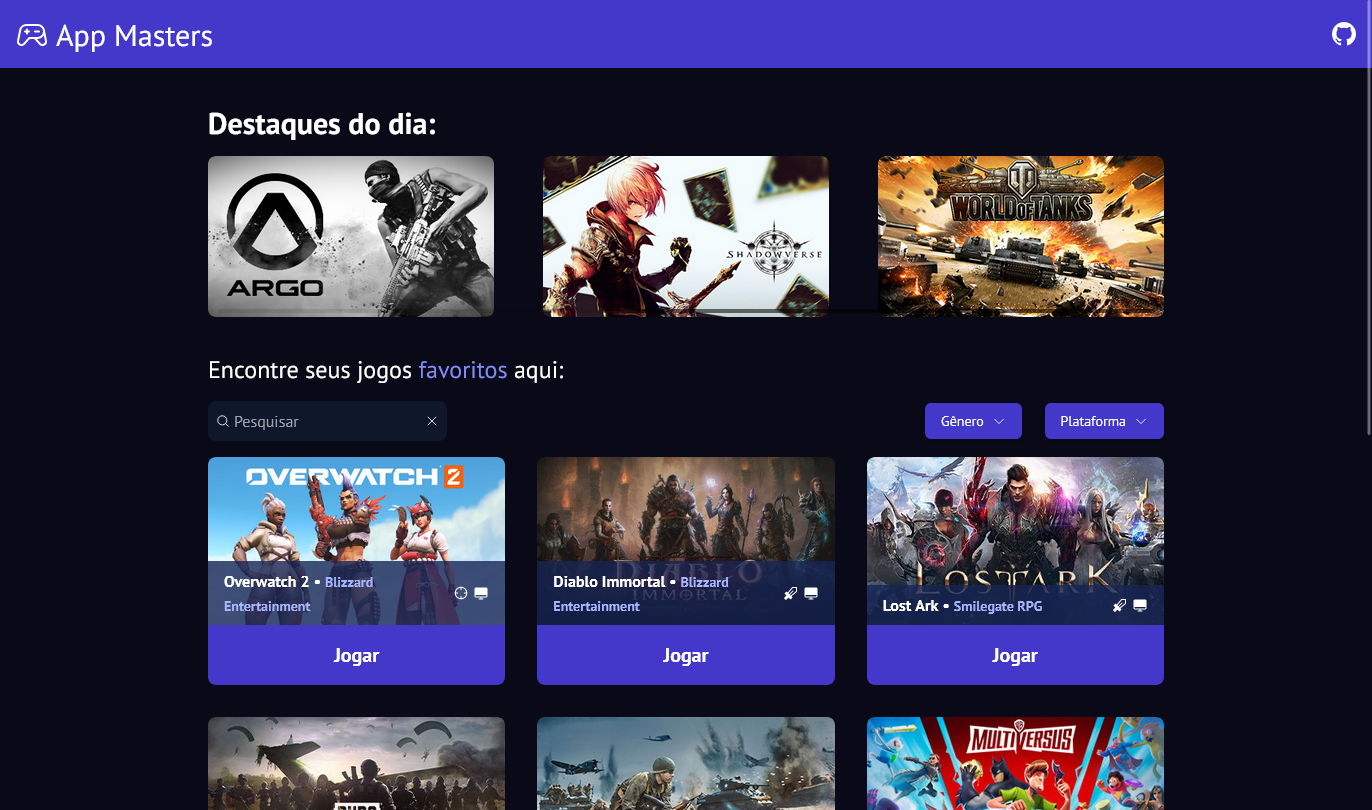 App Masters
Destaques do dia:
ARGO
SHADOWVERSE
WORLD OF TANKS
Encontre seus jogos favoritos aqui:
Pesquisar
Gênero
Plataforma
OVERWATCH 2
Overwatch 2 • Blizzard
Entertainment
Jogar
DIABLO
IMMORTAL
Diablo Immortal • Blizzard
Entertainment
Jogar
LOST ARK
Lost Ark • Smilegate RPG
Jogar
MULTIVERSUS